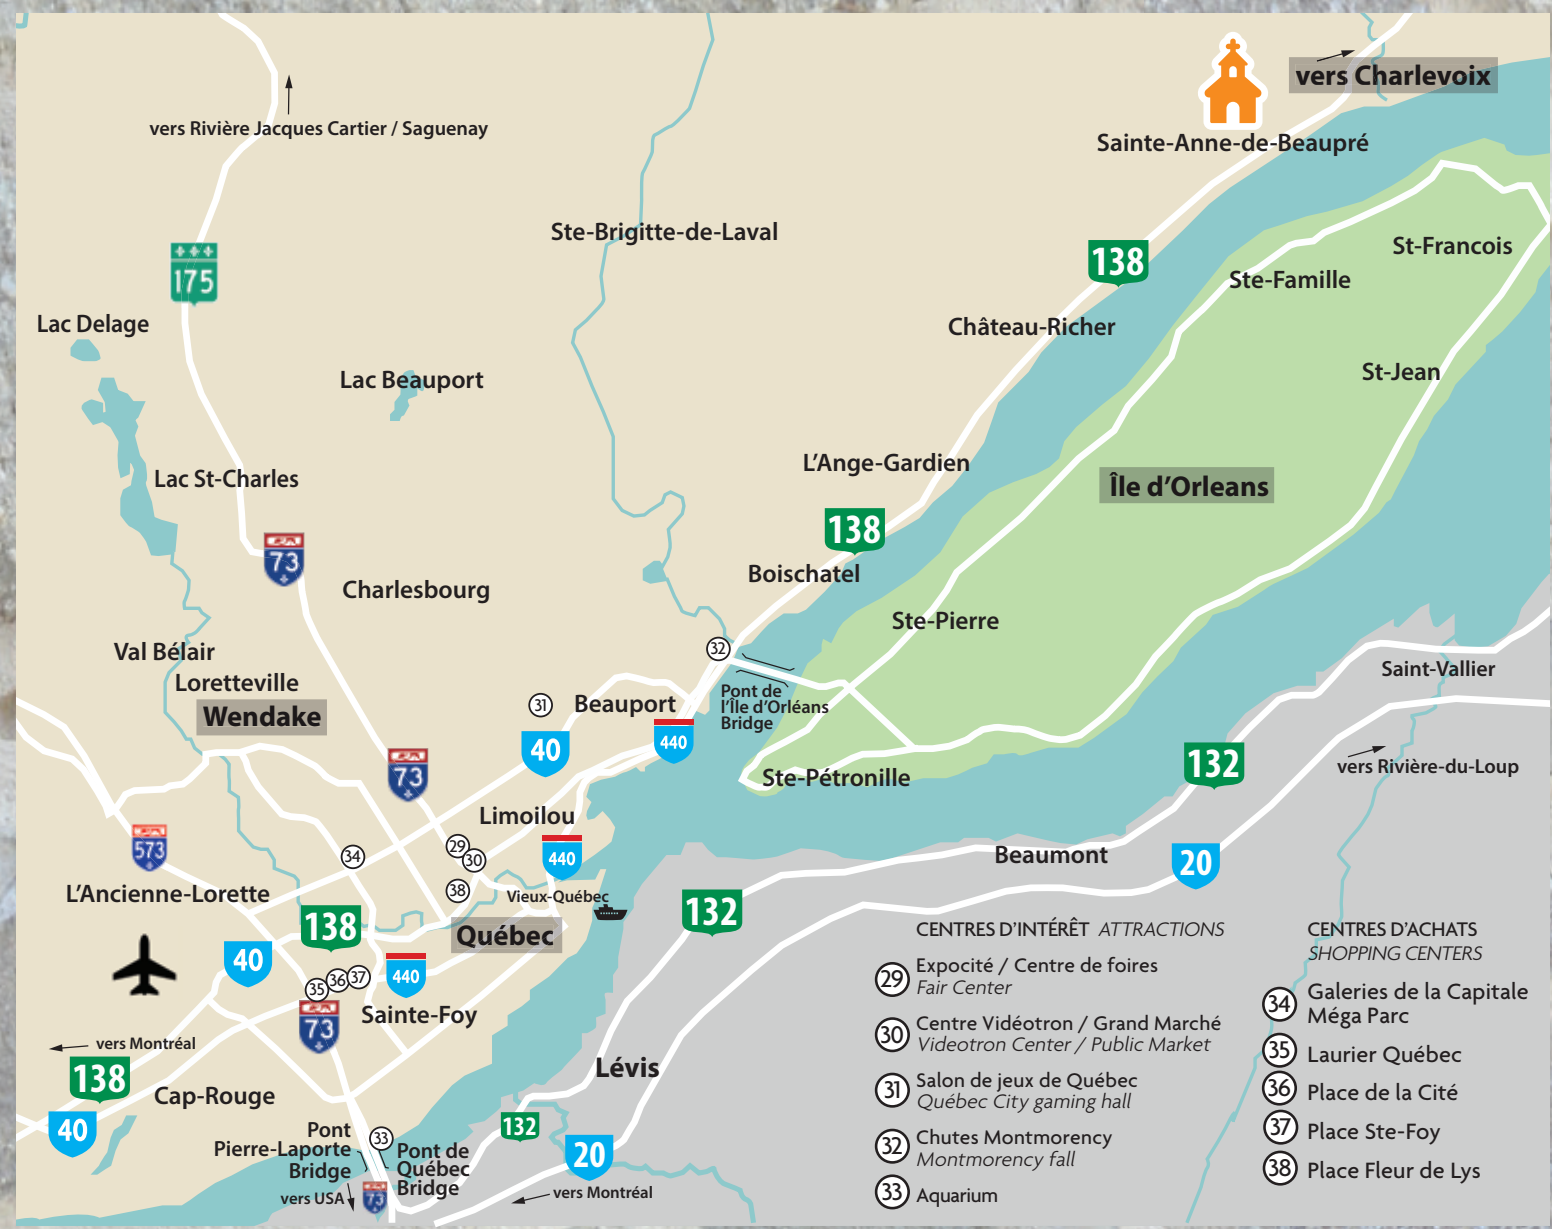 vers Charlevoix
vers Rivière Jacques Cartier / Saguenay
Sainte-Anne-de-Beaupré
Ste-Brigitte-de-Laval
St-Francois
138
175
Ste-Famille
Lac Delage
Château-Richer
Lac Beauport
St-Jean
L'Ange-Gardien
Lac St-Charles
Île d'Orleans
138
73
Boischatel
Charlesbourg
Ste-Pierre
Val Bélair
32
Saint-Vallier
Loretteville
Wendake
31
Beauport
Pont de
l'Île d'Orléans
Bridge
40
440
132
vers Rivière-du-Loup
73
Ste-Pétronille
Limoilou
573
29
30
34
440
Beaumont
20
38
L'Ancienne-Lorette
Vieux-Québec
138
132
Québec
40
440
35
36
37
73
Sainte-Foy
vers Montréal
138
Lévis
Cap-Rouge
40
132
Pont
Pierre-Laporte
Bridge
33
Pont de
Québec
Bridge
20
vers USA
73
vers Montréal
CENTRES D'INTÉRÊT ATTRACTIONS
29 Expocité / Centre de foires
Fair Center
30 Centre Vidéotron / Grand Marché
Videotron Center / Public Market
31 Salon de jeux de Québec
Québec City gaming hall
32 Chutes Montmorency
Montmorency fall
33 Aquarium
CENTRES D'ACHATS
SHOPPING CENTERS
34 Galeries de la Capitale
Méga Parc
35 Laurier Québec
36 Place de la Cité
37 Place Ste-Foy
38 Place Fleur de Lys